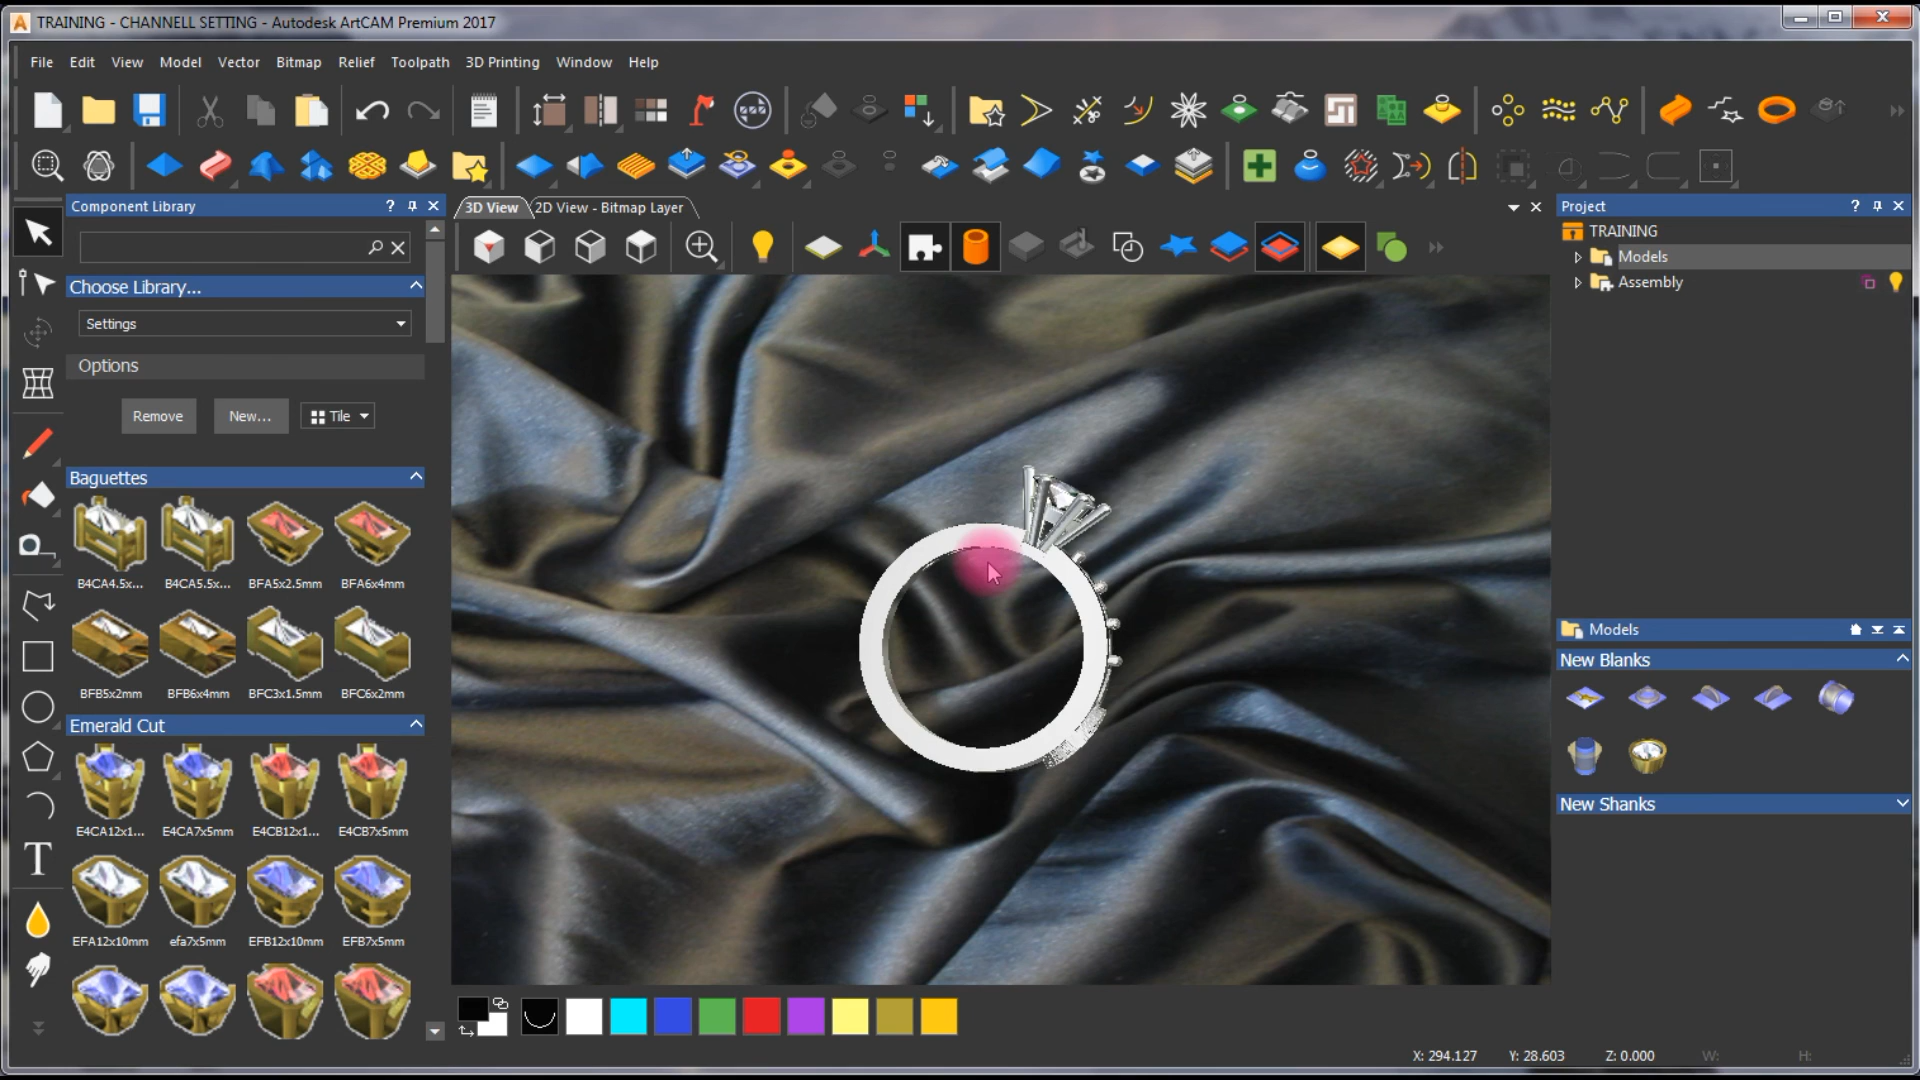 TRAINING - CHANNELL SETTING - Autodesk ArtCAM Premium 2017
File Edit View Model Vector Bitmap Relief Toolpath 3D Printing Window Help
Component Library
3D View
2D View - Bitmap Layer
Project
TRAINING
Models
Assembly
Choose Library...
Settings
Options
Remove
New...
Tile
Baguettes
B4CA4.5x... B4CA5.5x... BFA5x2.5mm BFA6x4mm
BFB5x2mm BFB6x4mm BFC3x1.5mm BFC6x2mm
Emerald Cut
E4CA12x1... E4CA7x5mm E4CB12x1... E4CB7x5mm
EFA12x10mm efa7x5mm EFB12x10mm EFB7x5mm
Models
New Blanks
New Shanks
X: 294.127 Y: 28.603 Z: 0.000 W: H: